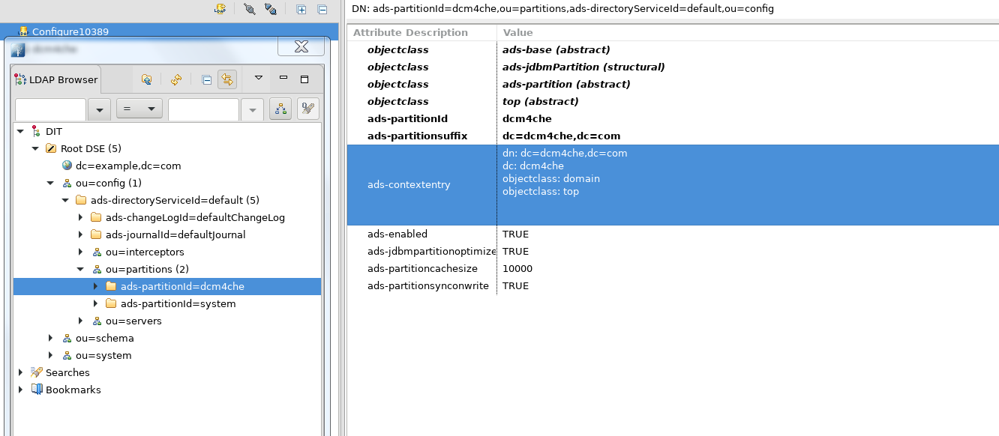 DN: ads-partitionId=dcm4che,ou=partitions,ads-directoryServiceId=default,ou=config
LDAP
Configure10389
dcm4che
LDAP Browser
=
DIT
Root DSE (5)
dc=example,dc=com
ou=config (1)
ads-directoryServiceId=default (5)
ads-changeLogId=defaultChangeLog
ads-journalId=defaultJournal
ou=interceptors
ou=partitions (2)
ads-partitionId=dcm4che
ads-partitionId=system
ou=servers
ou=schema
ou=system
Searches
Bookmarks
Attribute Description Value
objectclass ads-base (abstract)
objectclass ads-jdbmPartition (structural)
objectclass ads-partition (abstract)
objectclass top (abstract)
ads-partitionId dcm4che
ads-partitionsuffix dc=dcm4che,dc=com
ads-contextentry
dn: dc=dcm4che,dc=com
dc: dcm4che
objectclass: domain
objectclass: top
ads-enabled TRUE
ads-jdbmpartitionoptimize TRUE
ads-partitioncachesize 10000
ads-partitionsynconwrite TRUE